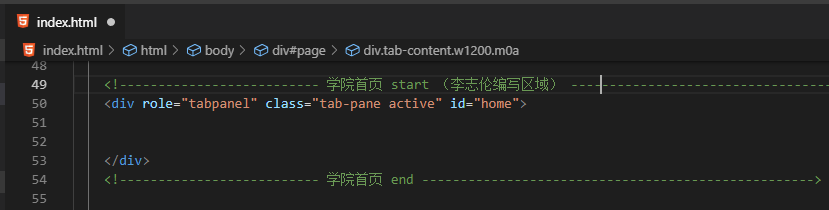 index.html
index.html > html > body > div#page > div.tab-content.w1200.m0a
48
49 <!-------------------------- 学院首页 start （李志伦编写区域） ----------------------------------
50 <div role="tabpanel" class="tab-pane active" id="home">
51
52
53 </div>
54 <!-------------------------- 学院首页 end --------------------------------------------------->
55